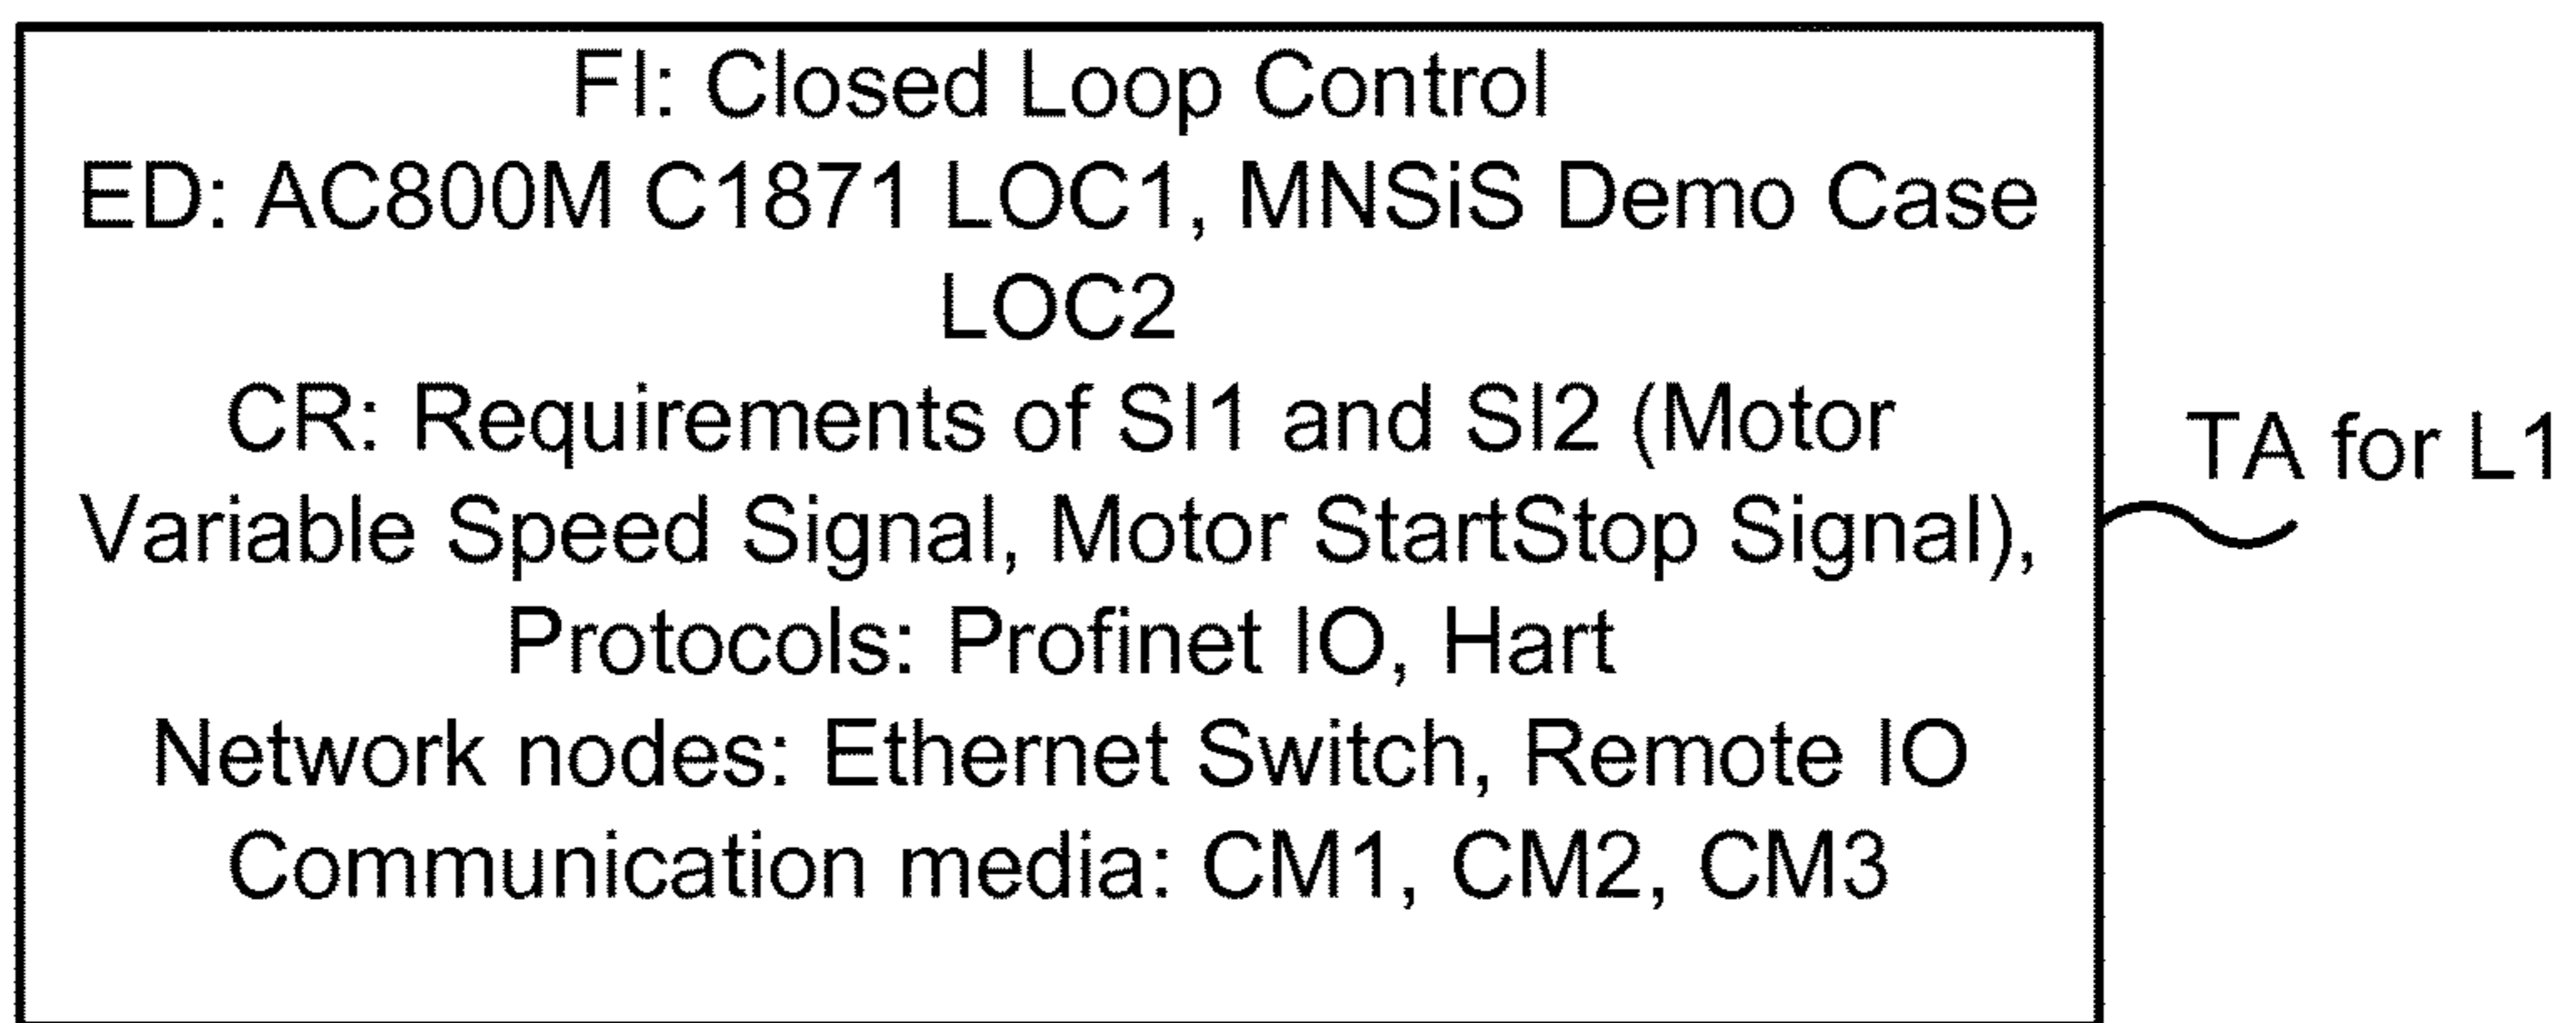 FI: Closed Loop Control
ED: AC800M C1871 LOC1, MNSiS Demo Case
LOC2
CR: Requirements of SI1 and SI2 (Motor
Variable Speed Signal, Motor StartStop Signal),
Protocols: Profinet IO, Hart
Network nodes: Ethernet Switch, Remote IO
Communication media: CM1, CM2, CM3
TA for L1